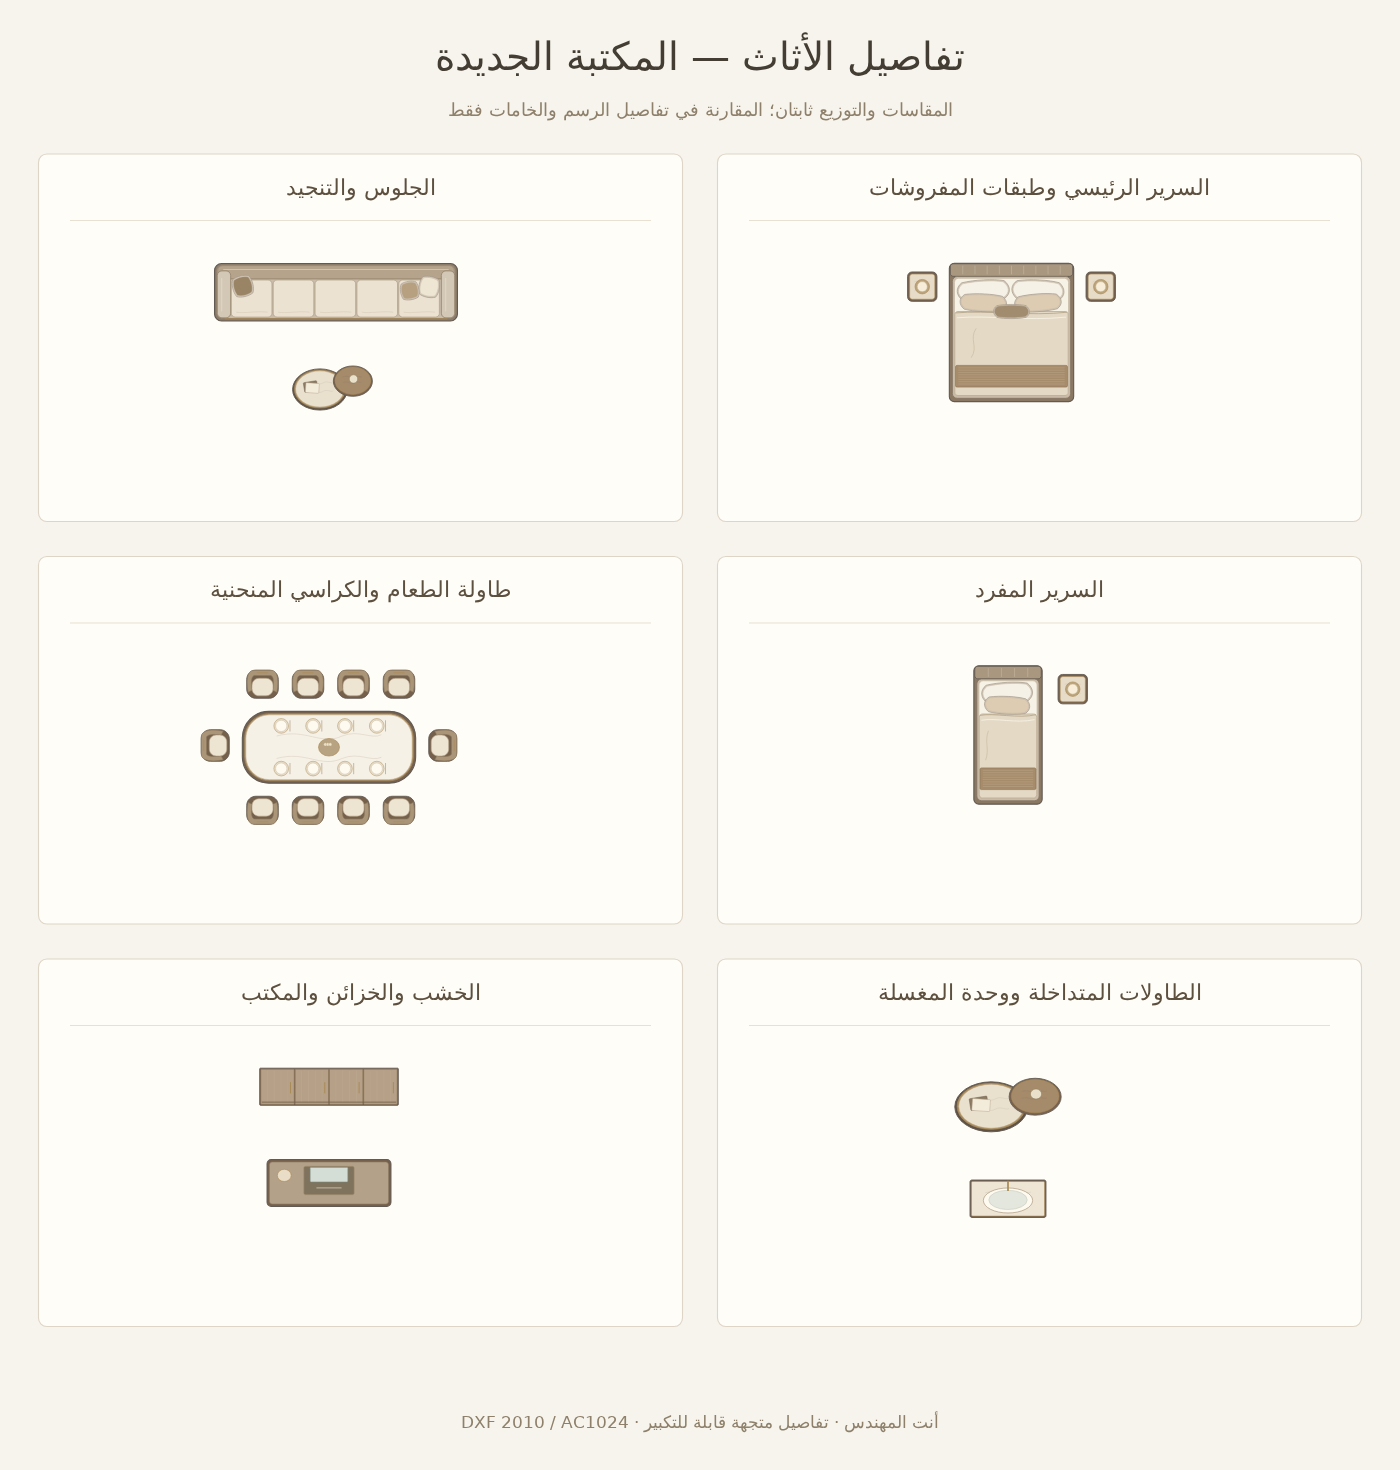 تفاصيل الأثاث — المكتبة الجديدة
المقاسات والتوزيع ثابتان؛ المقارنة في تفاصيل الرسم والخامات فقط
السرير الرئيسي وطبقات المفروشات
الجلوس والتنجيد
السرير المفرد
طاولة الطعام والكراسي المنحنية
الطاولات المتداخلة ووحدة المغسلة
الخشب والخزائن والمكتب
أنت المهندس · تفاصيل متجهة قابلة للتكبير · DXF 2010 / AC1024